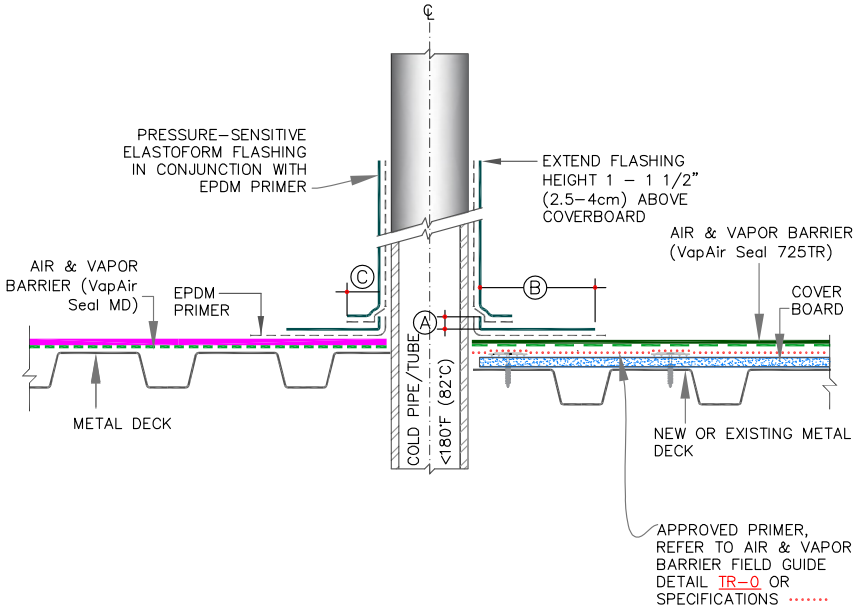 ℄
PRESSURE-SENSITIVE
ELASTOFORM FLASHING
IN CONJUNCTION WITH
EPDM PRIMER
EXTEND FLASHING
HEIGHT 1 - 1 1/2"
(2.5-4cm) ABOVE
COVERBOARD
AIR & VAPOR BARRIER
(VapAir Seal 725TR)
AIR & VAPOR
BARRIER (VapAir
Seal MD)
EPDM
PRIMER
C
B
A
COVER
BOARD
COLD PIPE/TUBE
<180°F (82°C)
METAL DECK
NEW OR EXISTING METAL
DECK
APPROVED PRIMER,
REFER TO AIR & VAPOR
BARRIER FIELD GUIDE
DETAIL TR-0 OR
SPECIFICATIONS